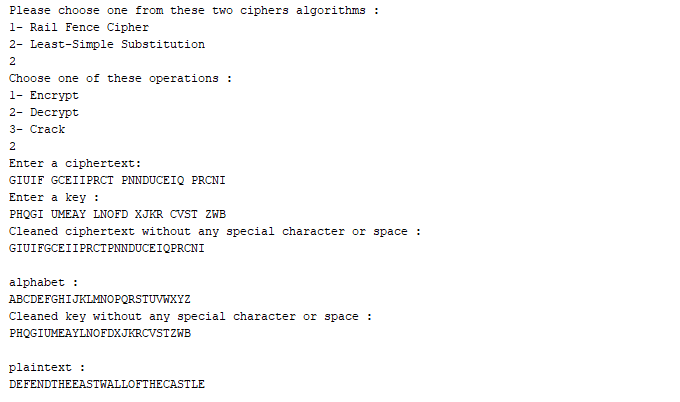 Please choose one from these two ciphers algorithms :
1- Rail Fence Cipher
2- Least-Simple Substitution
2
Choose one of these operations :
1- Encrypt
2- Decrypt
3- Crack
2
Enter a ciphertext:
GIUIF GCEIIPRCT PNNDUCEIQ PRCNI
Enter a key :
PHQGI UMEAY LNOFD XJKR CVST ZWB
Cleaned ciphertext without any special character or space :
GIUIFGCEIIPRCTPNNDUCEIQPRCNI
alphabet :
ABCDEFGHIJKLMNOPQRSTUVWXYZ
Cleaned key without any special character or space :
PHQGIUMEAYLNOFDXJKRCVSTZWB
plaintext :
DEFENDTHEEASTWALLOFTHECASTLE